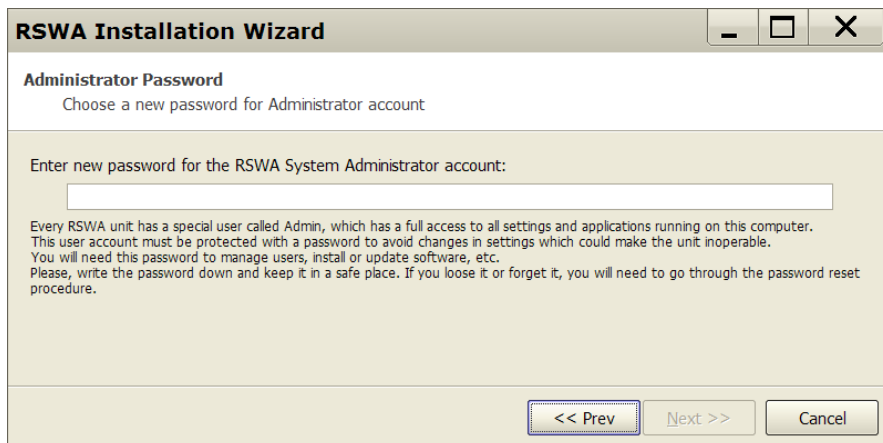 RSWA Installation Wizard
Administrator Password
Choose a new password for Administrator account
Enter new password for the RSWA System Administrator account:
Every RSWA unit has a special user called Admin, which has a full access to all settings and applications running on this computer.
This user account must be protected with a password to avoid changes in settings which could make the unit inoperable.
You will need this password to manage users, install or update software, etc.
Please, write the password down and keep it in a safe place. If you loose it or forget it, you will need to go through the password reset
procedure.
<< Prev Next >> Cancel